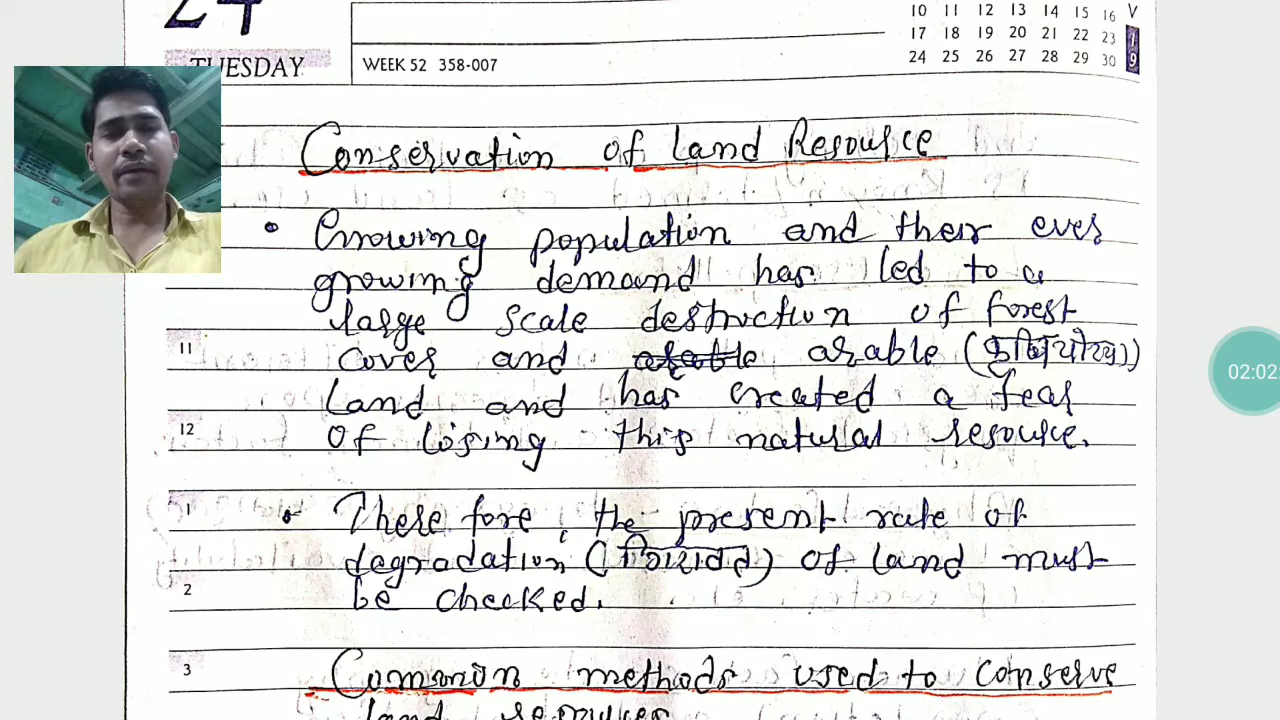 24
TUESDAY
WEEK 52 358-007
10 11 12 13 14 15 16 V
17 18 19 20 21 22 23
24 25 26 27 28 29 30
19
Conservation of Land Resource
• Growing population and their ever
growing demand has led to a
large scale destruction of forest
11
cover and arable (कृषियोग्य)
Land and has created a fear
12
of losing this natural resource.
1
• Therefore, the present rate of
degradation (गिरावट) of land must
2
be checked.
3
Common methods used to conserve
land resources
02:02